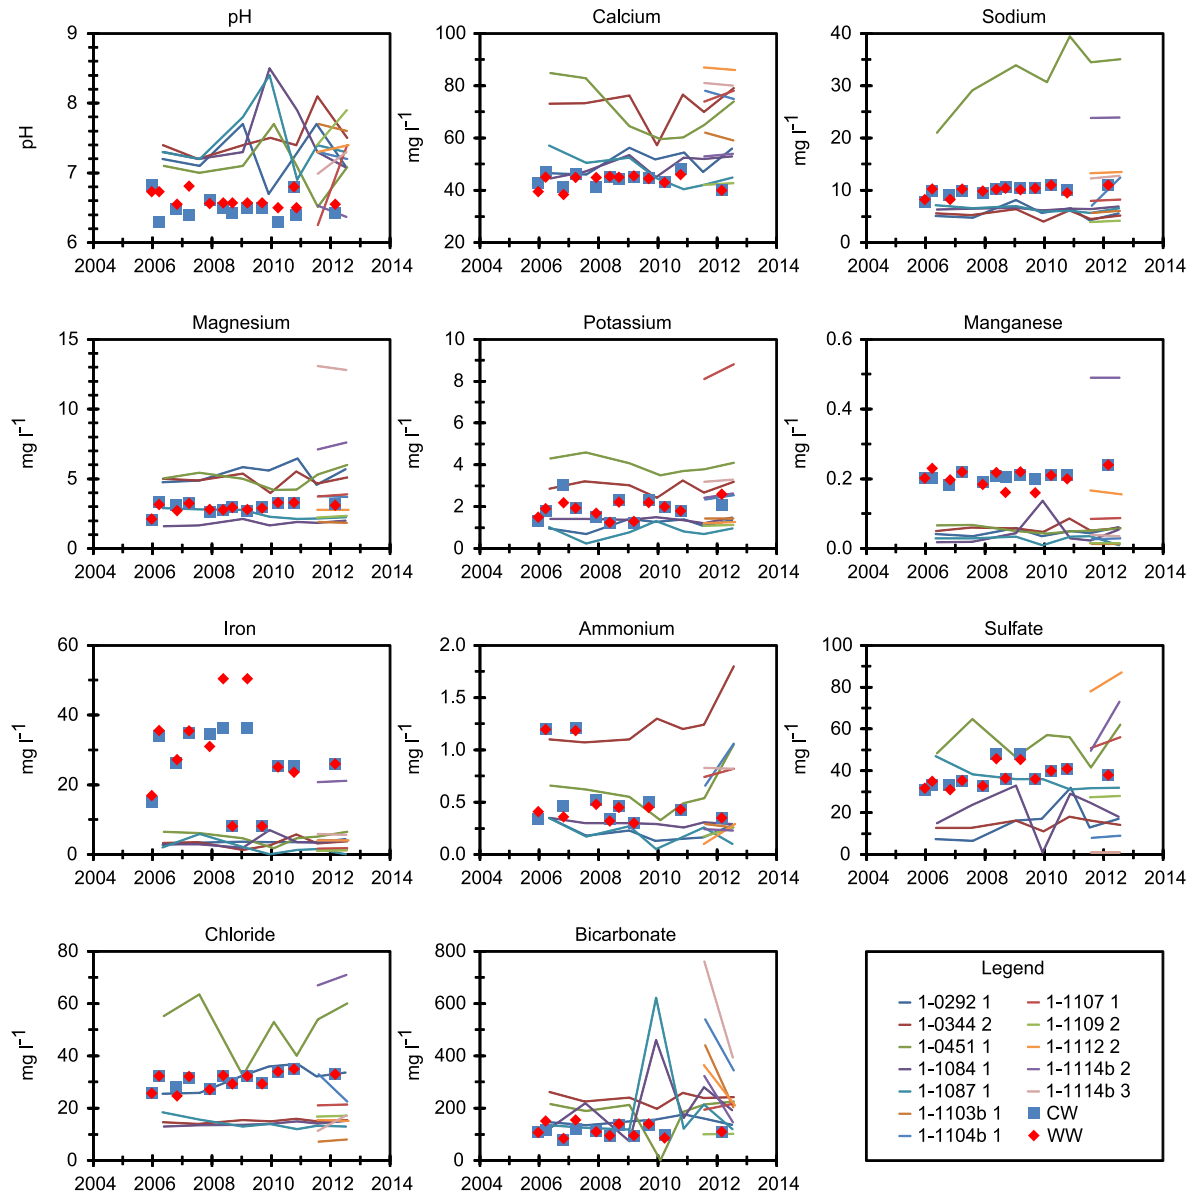 pH
Calcium
Sodium
9
8
7
6
pH
2004 2006 2008 2010 2012 2014
100
80
60
40
20
mg l⁻¹
2004 2006 2008 2010 2012 2014
40
30
20
10
0
mg l⁻¹
2004 2006 2008 2010 2012 2014
Magnesium
Potassium
Manganese
15
10
5
0
mg l⁻¹
2004 2006 2008 2010 2012 2014
10
8
6
4
2
0
mg l⁻¹
2004 2006 2008 2010 2012 2014
0.6
0.4
0.2
0.0
mg l⁻¹
2004 2006 2008 2010 2012 2014
Iron
Ammonium
Sulfate
60
40
20
0
mg l⁻¹
2004 2006 2008 2010 2012 2014
2.0
1.5
1.0
0.5
0.0
mg l⁻¹
2004 2006 2008 2010 2012 2014
100
80
60
40
20
0
mg l⁻¹
2004 2006 2008 2010 2012 2014
Chloride
Bicarbonate
80
60
40
20
0
mg l⁻¹
2004 2006 2008 2010 2012 2014
800
600
400
200
0
mg l⁻¹
2004 2006 2008 2010 2012 2014
Legend
1-0292 1
1-0344 2
1-0451 1
1-1084 1
1-1087 1
1-1103b 1
1-1104b 1
1-1107 1
1-1109 2
1-1112 2
1-1114b 2
1-1114b 3
CW
WW